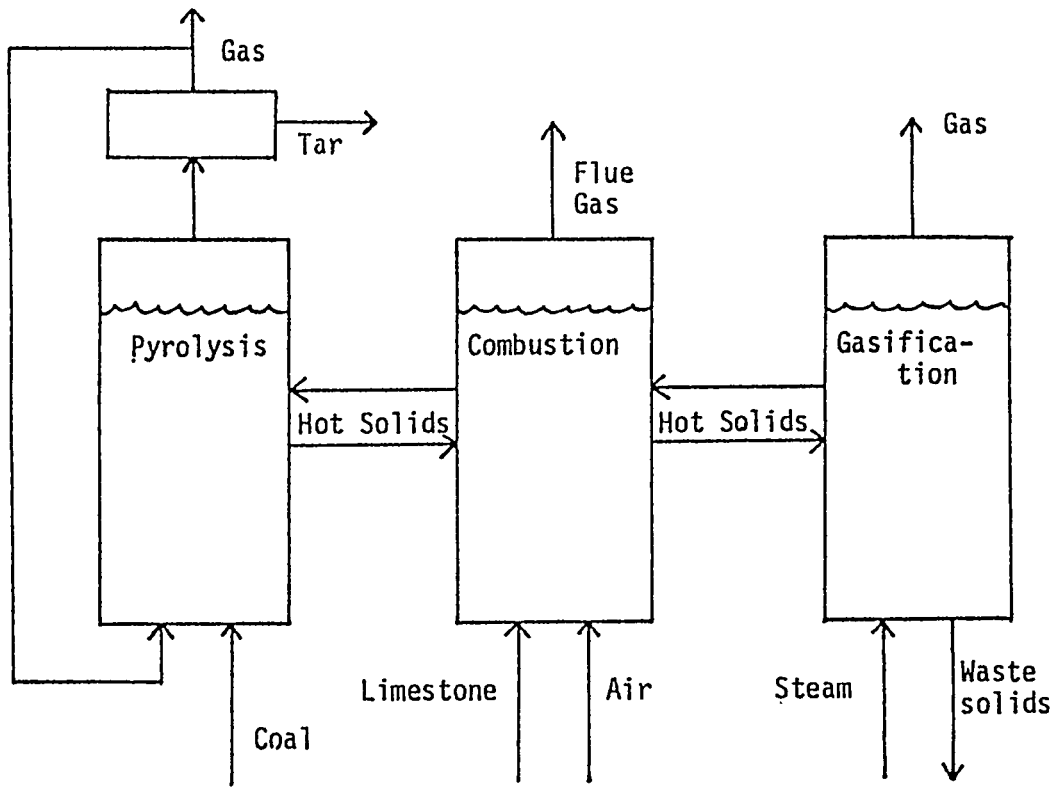 Gas
Tar
Flue
Gas
Gas
Pyrolysis
Combustion
Gasifica-
tion
Hot Solids
Hot Solids
Limestone
Air
Steam
Waste
solids
Coal